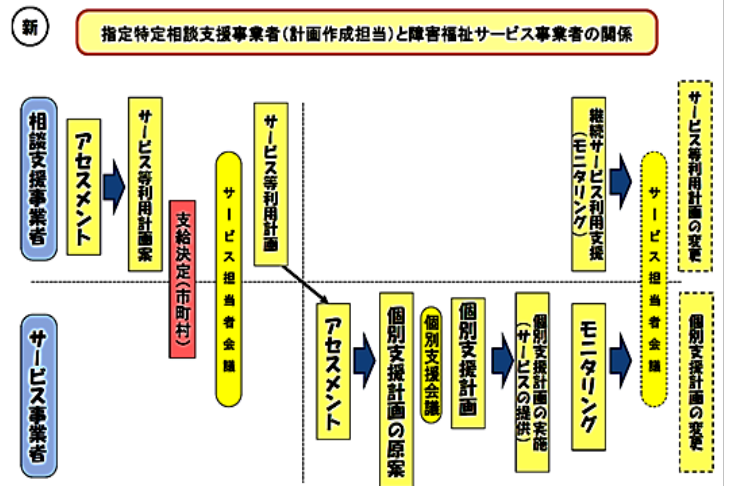 新
指定特定相談支援事業者(計画作成担当)と障害福祉サービス事業者の関係
相談支援事業者
アセスメント
サービス等利用計画案
支給決定(市町村)
サービス担当者会議
サービス等利用計画
継続サービス利用支援
(モニタリング)
サービス担当者会議
サービス等利用計画の変更
サービス事業者
アセスメント
個別支援計画の原案
個別支援会議
個別支援計画
個別支援計画の実施
(サービスの提供)
モニタリング
個別支援計画の変更